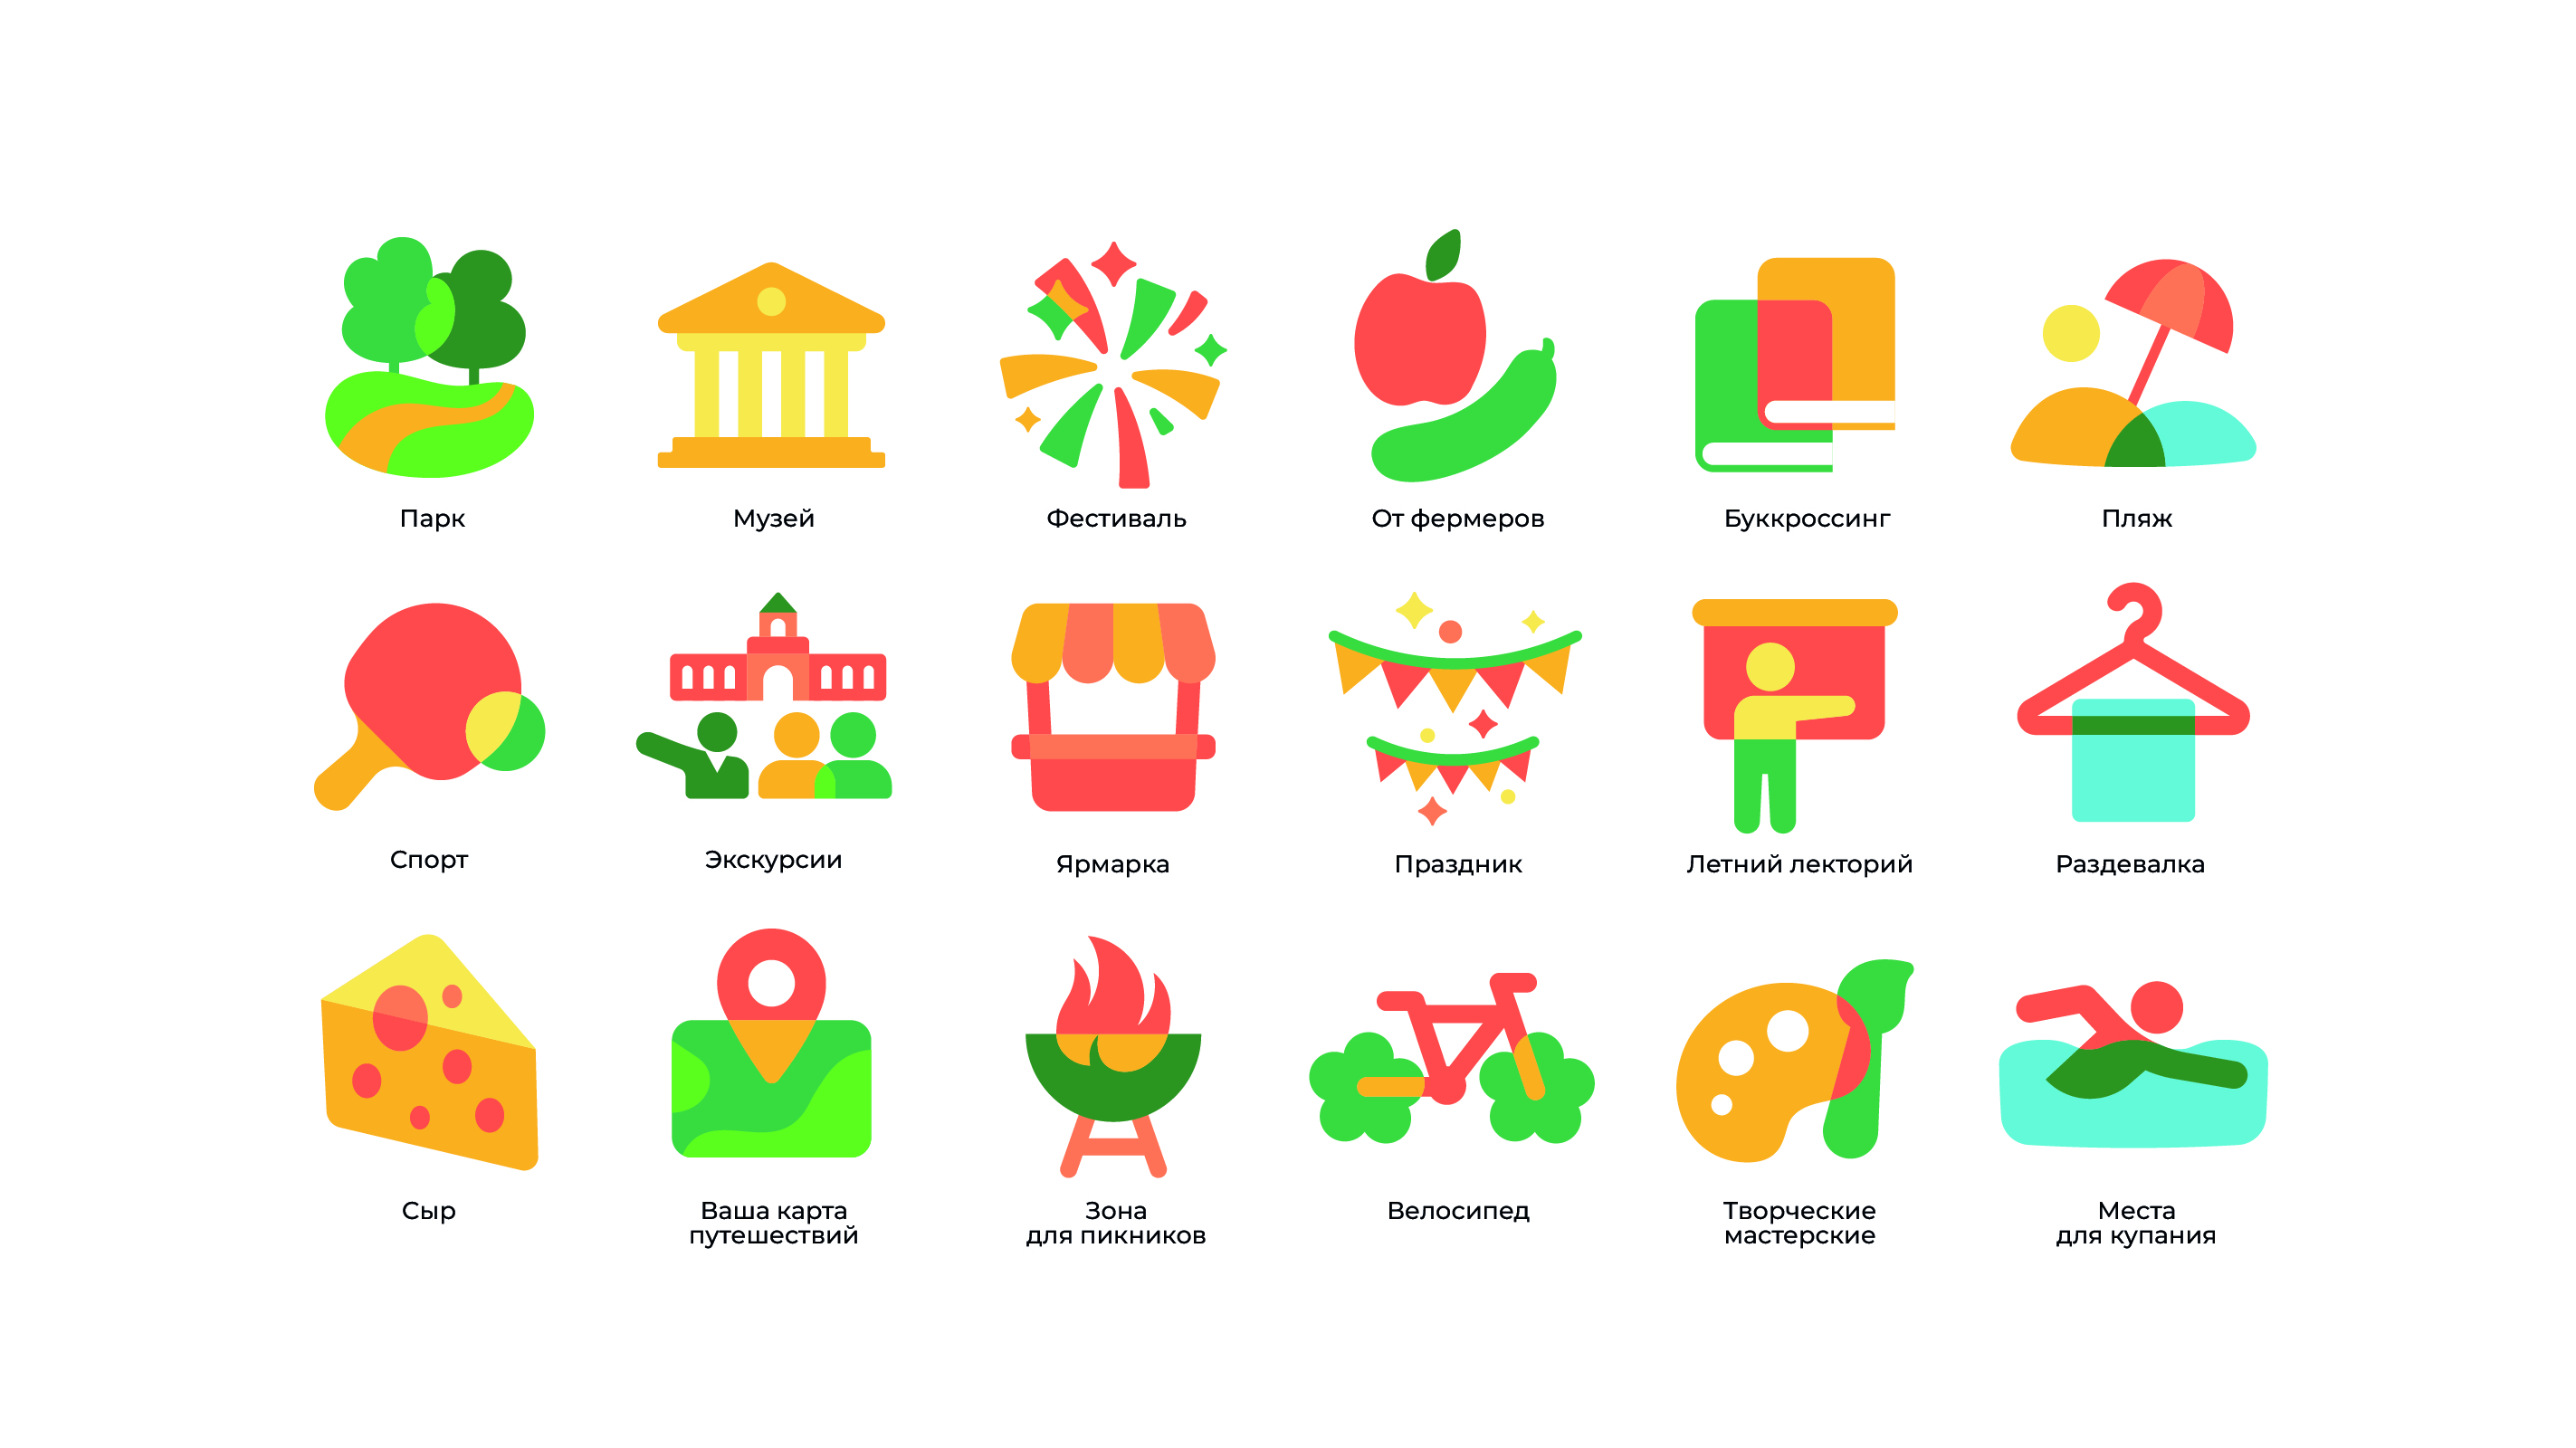 Парк
Музей
Фестиваль
От фермеров
Буккроссинг
Пляж
Спорт
Экскурсии
Ярмарка
Праздник
Летний лекторий
Раздевалка
Сыр
Ваша карта
путешествий
Зона
для пикников
Велосипед
Творческие
мастерские
Места
для купания